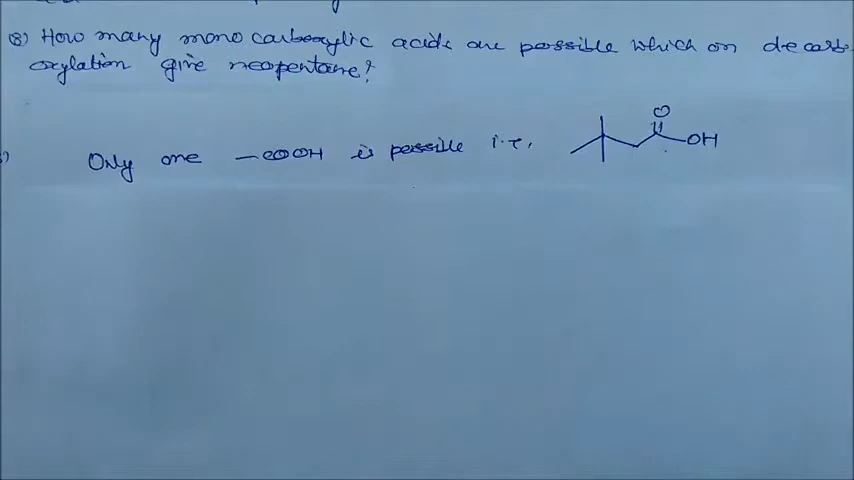 8) How many mono carboxylic acids are possible which on decarb-
oxylation give neopentane?
Only one —COOH is possible i.e.
O
OH